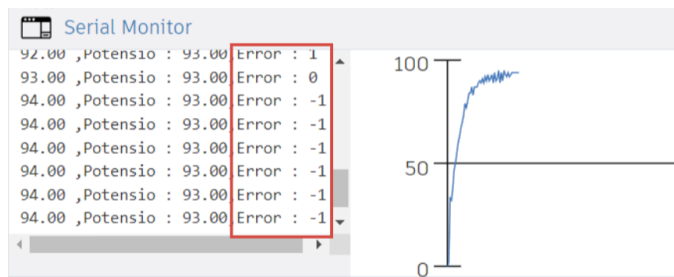 Serial Monitor
92.00 ,Potensio : 93.00,Error : 1
93.00 ,Potensio : 93.00,Error : 0
94.00 ,Potensio : 93.00,Error : -1
94.00 ,Potensio : 93.00,Error : -1
94.00 ,Potensio : 93.00,Error : -1
94.00 ,Potensio : 93.00,Error : -1
94.00 ,Potensio : 93.00,Error : -1
94.00 ,Potensio : 93.00,Error : -1
100
50
0